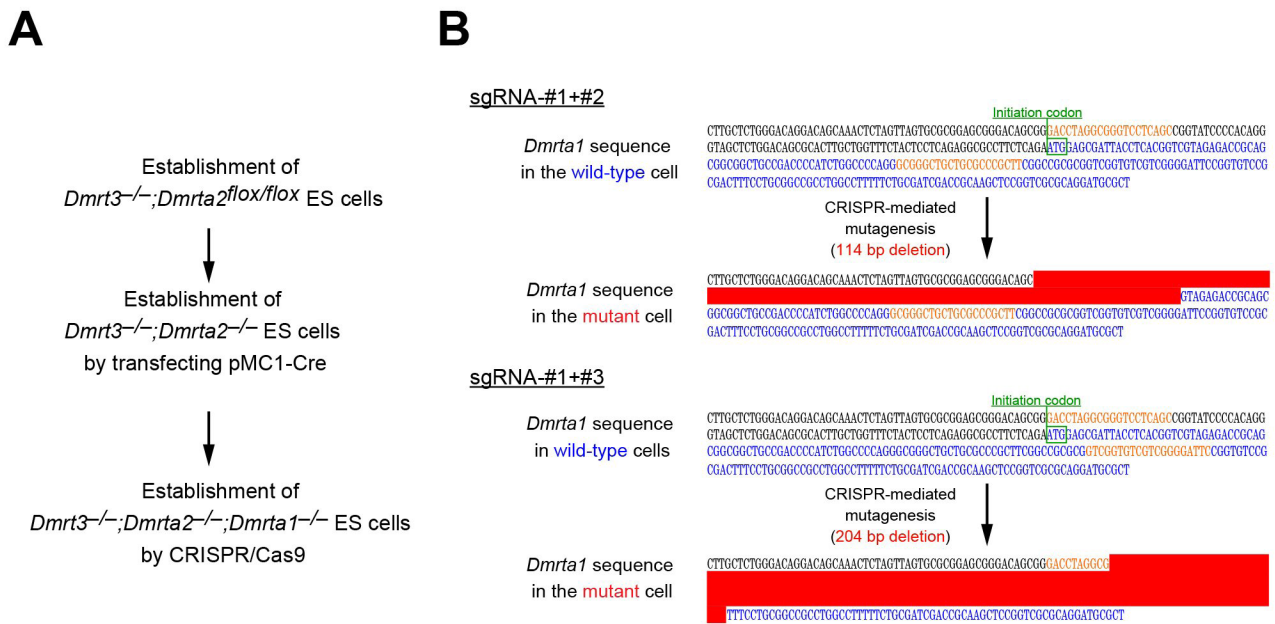 A
B
Establishment of
Dmrt3–/–;Dmrta2flox/flox ES cells
Establishment of
Dmrt3–/–;Dmrta2–/– ES cells
by transfecting pMC1-Cre
Establishment of
Dmrt3–/–;Dmrta2–/–;Dmrta1–/– ES cells
by CRISPR/Cas9
sgRNA-#1+#2
Initiation codon
Dmrta1 sequence
in the wild-type cell
CTTGCTCTGGGACAGGACAGCAAACTCTAGTTAGTGCGCGGAGCGGGACAGCGGGACCTAGGCGGGTCCTCAGCCGGTATCCCCACAGG
GTAGCTCTGGACAGCGCACTTGCTGGTTTCTACTCCTCAGAGGCGCCTTCTCAGAATGGAGCGATTACCTCACGGTCGTAGAGACCGCAG
CGGCGGCTGCCGACCCCATCTGGCCCCAGGGCGGGCTGCTGCGCCCGCTTCGGCCGCGCGGTCGGTGTCGTCGGGGATTCCGGTGTCCG
CGACTTTCCTGCGGCCGCCTGGCCTTTTTCTGCGATCGACCGCAAGCTCCGGTCGCGCAGGATGCGCT
CRISPR-mediated
mutagenesis
(114 bp deletion)
Dmrta1 sequence
in the mutant cell
CTTGCTCTGGGACAGGACAGCAAACTCTAGTTAGTGCGCGGAGCGGGACAGC
GTAGAGACCGCAGC
GGCGGCTGCCGACCCCATCTGGCCCCAGGGCGGGCTGCTGCGCCCGCTTCGGCCGCGCGGTCGGTGTCGTCGGGGATTCCGGTGTCCGC
GACTTTCCTGCGGCCGCCTGGCCTTTTTCTGCGATCGACCGCAAGCTCCGGTCGCGCAGGATGCGCT
sgRNA-#1+#3
Initiation codon
Dmrta1 sequence
in wild-type cells
CTTGCTCTGGGACAGGACAGCAAACTCTAGTTAGTGCGCGGAGCGGGACAGCGGGACCTAGGCGGGTCCTCAGCCGGTATCCCCACAGG
GTAGCTCTGGACAGCGCACTTGCTGGTTTCTACTCCTCAGAGGCGCCTTCTCAGAATGGAGCGATTACCTCACGGTCGTAGAGACCGCAG
CGGCGGCTGCCGACCCCATCTGGCCCCAGGGCGGGCTGCTGCGCCCGCTTCGGCCGCGCGGTCGGTGTCGTCGGGGATTCCGGTGTCCG
CGACTTTCCTGCGGCCGCCTGGCCTTTTTCTGCGATCGACCGCAAGCTCCGGTCGCGCAGGATGCGCT
CRISPR-mediated
mutagenesis
(204 bp deletion)
Dmrta1 sequence
in the mutant cell
CTTGCTCTGGGACAGGACAGCAAACTCTAGTTAGTGCGCGGAGCGGGACAGCGGGACCTAGGCG
TTTCCTGCGGCCGCCTGGCCTTTTTCTGCGATCGACCGCAAGCTCCGGTCGCGCAGGATGCGCT